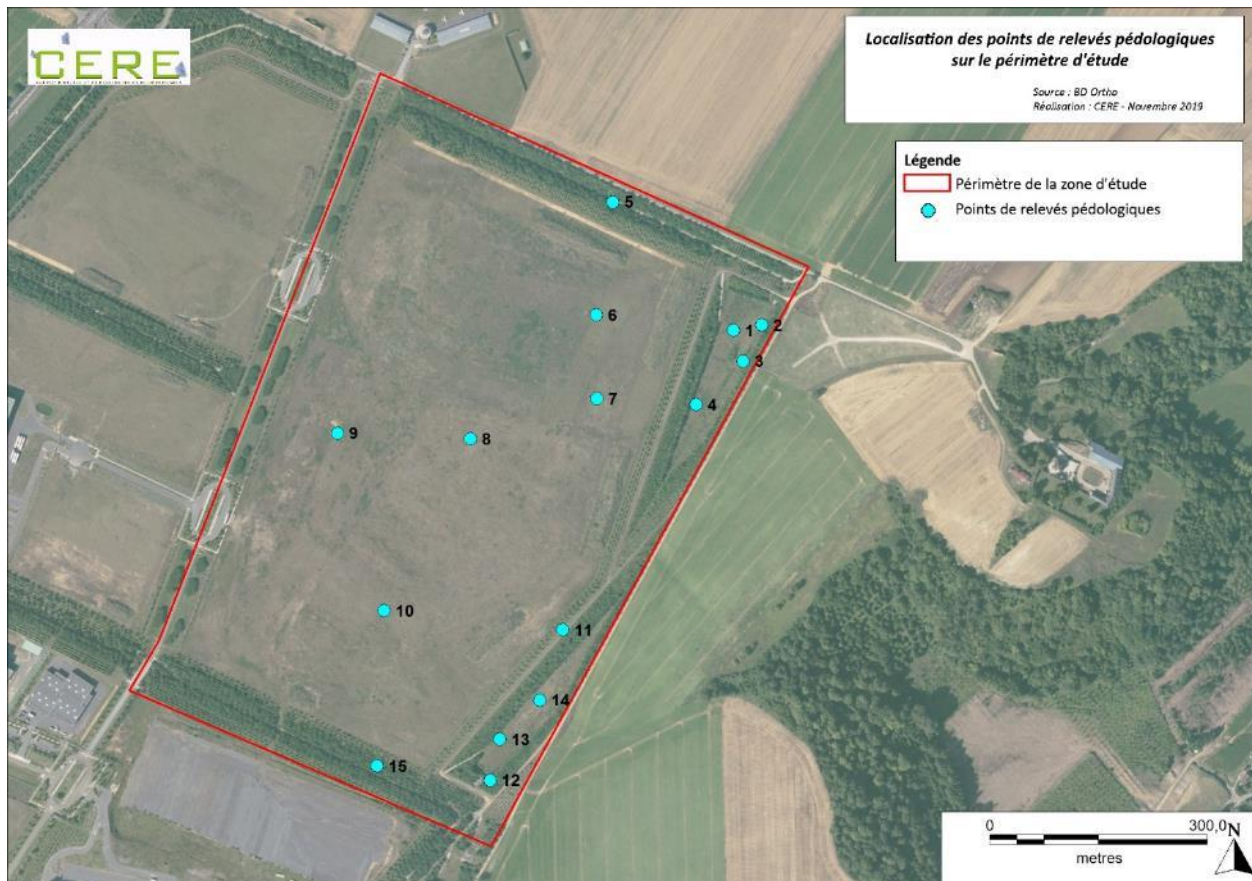 CERE
Localisation des points de relevés pédologiques
sur le périmètre d'étude
Source : BD Ortho
Réalisation : CERE - Novembre 2019
Légende
Périmètre de la zone d'étude
Points de relevés pédologiques
5
6
1
2
3
7
4
9
8
10
11
14
13
15
12
0
300,0
N
metres